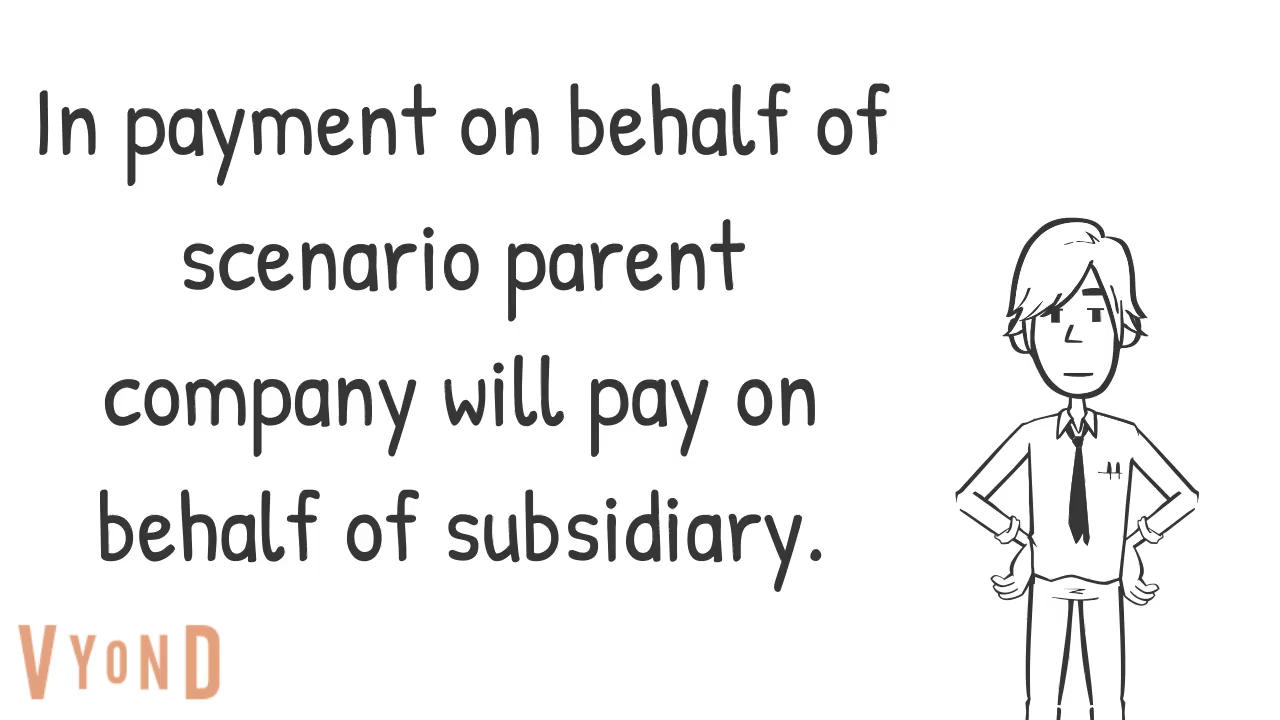 In payment on behalf of
scenario parent
company will pay on
behalf of subsidiary.
VYOND